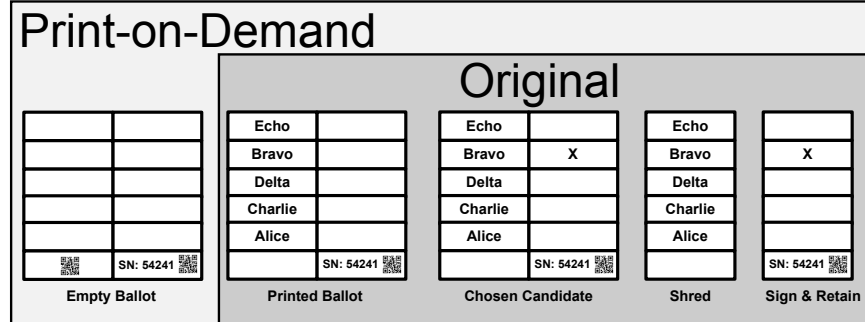 Print-on-Demand
Original
Echo
Bravo
Delta
Charlie
Alice
Echo
Bravo X
Delta
Charlie
Alice
Echo
Bravo
Delta
Charlie
Alice
X
SN: 54241
SN: 54241
SN: 54241
SN: 54241
Empty Ballot
Printed Ballot
Chosen Candidate
Shred
Sign & Retain